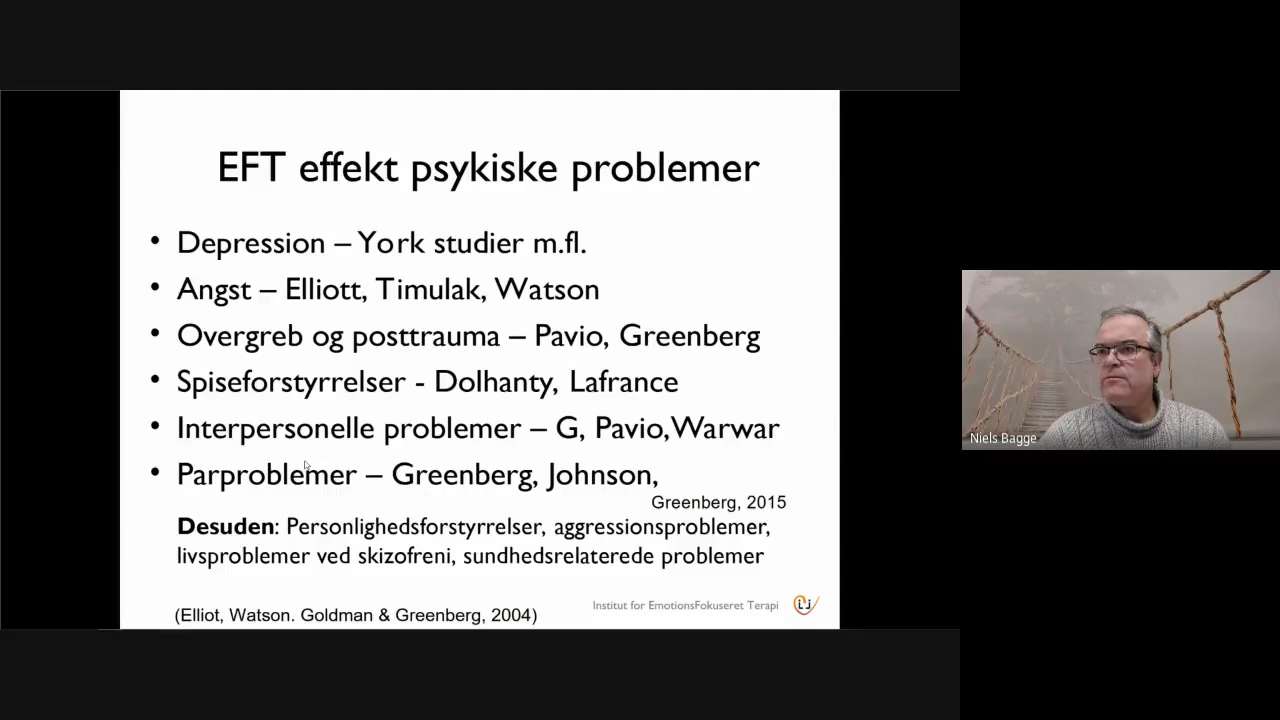 EFT effekt psykiske problemer
• Depression – York studier m.fl.
• Angst – Elliott, Timulak, Watson
• Overgreb og posttrauma – Pavio, Greenberg
• Spiseforstyrrelser - Dolhanty, Lafrance
• Interpersonelle problemer – G, Pavio,Warwar
• Parproblemer – Greenberg, Johnson,
Greenberg, 2015
Desuden: Personlighedsforstyrrelser, aggressionsproblemer,
livsproblemer ved skizofreni, sundhedsrelaterede problemer
Institut for EmotionsFokuseret Terapi
(Elliot, Watson. Goldman & Greenberg, 2004)
Niels Bagge